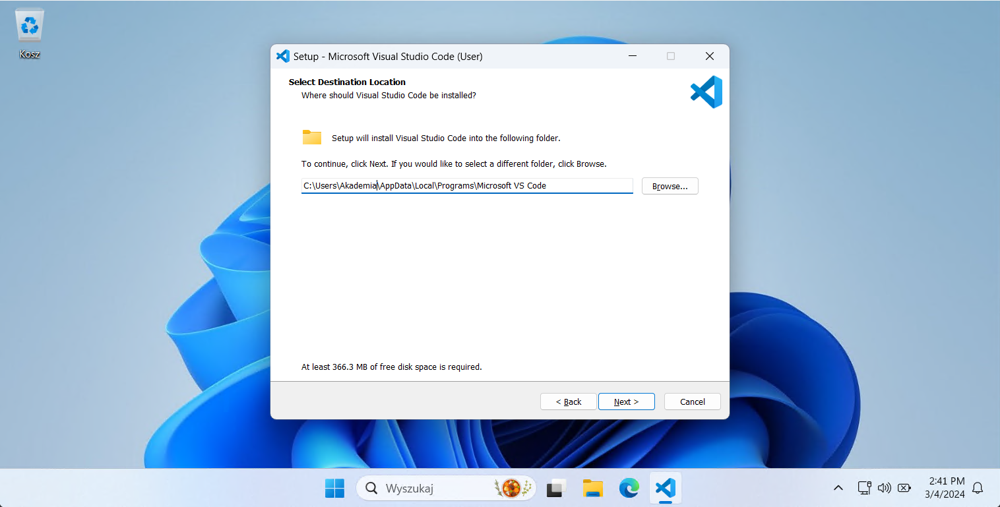 Kosz
Setup - Microsoft Visual Studio Code (User)
Select Destination Location
Where should Visual Studio Code be installed?
Setup will install Visual Studio Code into the following folder.
To continue, click Next. If you would like to select a different folder, click Browse.
C:\Users\Akademia\AppData\Local\Programs\Microsoft VS Code
Browse...
At least 366.3 MB of free disk space is required.
< Back
Next >
Cancel
Wyszukaj
2:41 PM
3/4/2024